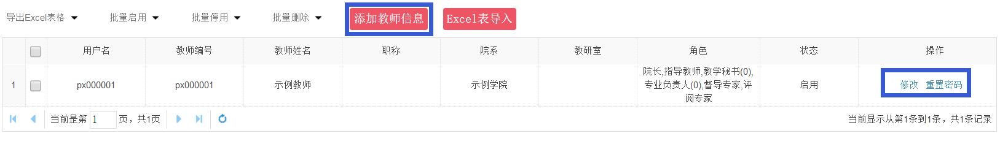 导出Excel表格 批量启用 批量停用 批量删除 添加教师信息 Excel表导入
用户名 教师编号 教师姓名 职称 院系 教研室 角色 状态 操作
1 px000001 px000001 示例教师 示例学院 院长,指导教师,教学秘书(0),
专业负责人(0),督导专家,评
阅专家 启用 修改 重置密码
当前是第 1 页，共1页 当前显示从第1条到1条，共1条记录